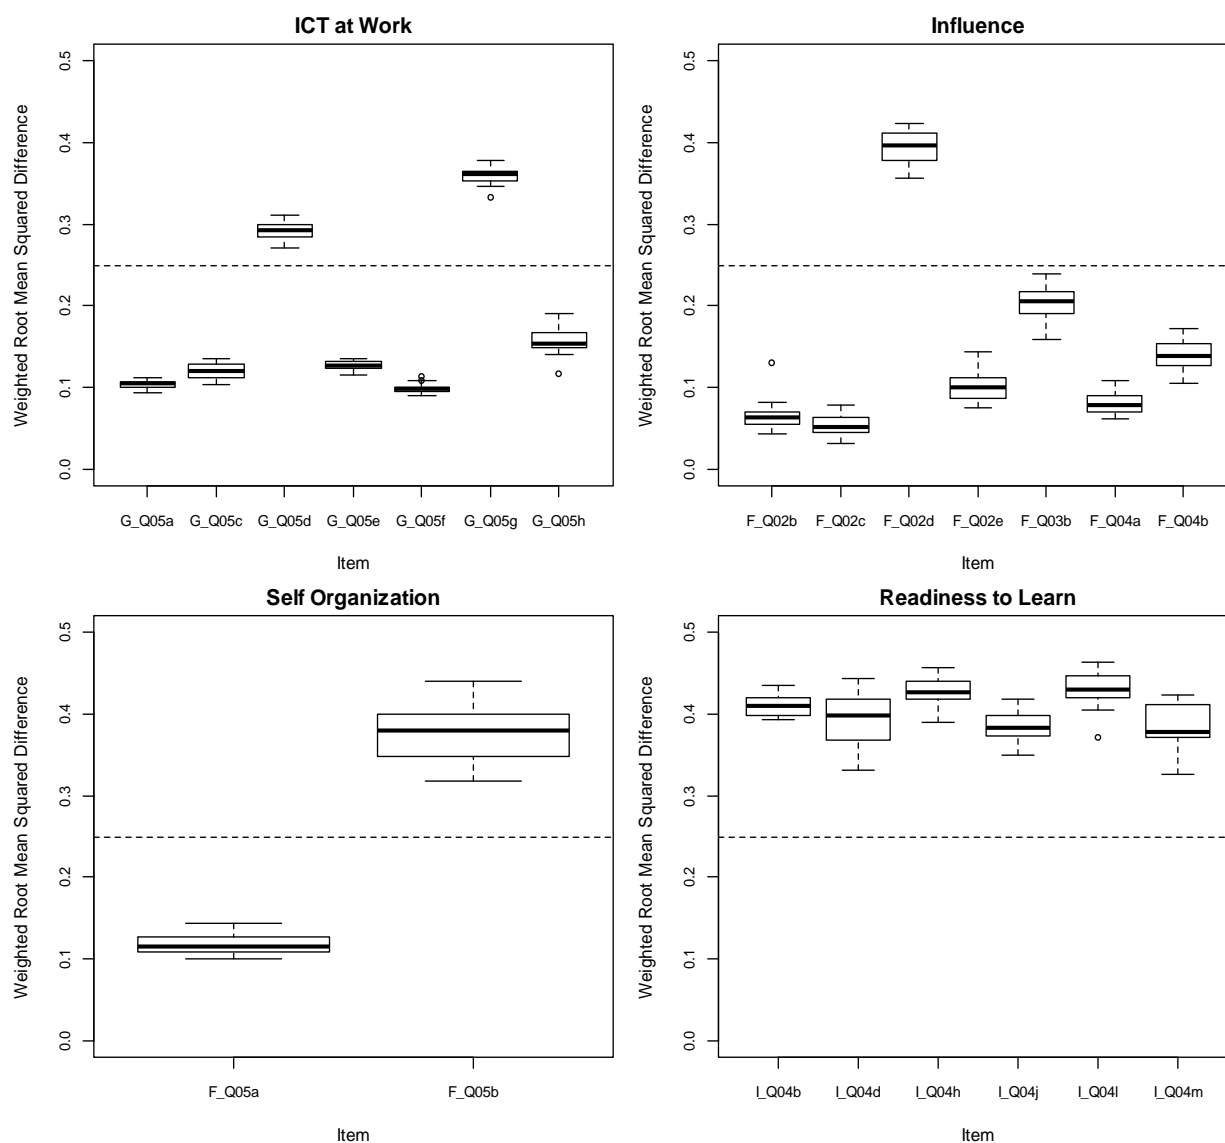 ICT at Work
Weighted Root Mean Squared Difference
0.5
0.4
0.3
0.2
0.1
0.0
G_Q05a G_Q05c G_Q05d G_Q05e G_Q05f G_Q05g G_Q05h
Item
Influence
Weighted Root Mean Squared Difference
0.5
0.4
0.3
0.2
0.1
0.0
F_Q02b F_Q02c F_Q02d F_Q02e F_Q03b F_Q04a F_Q04b
Item
Self Organization
Weighted Root Mean Squared Difference
0.5
0.4
0.3
0.2
0.1
0.0
F_Q05a F_Q05b
Item
Readiness to Learn
Weighted Root Mean Squared Difference
0.5
0.4
0.3
0.2
0.1
0.0
I_Q04b I_Q04d I_Q04h I_Q04j I_Q04l I_Q04m
Item